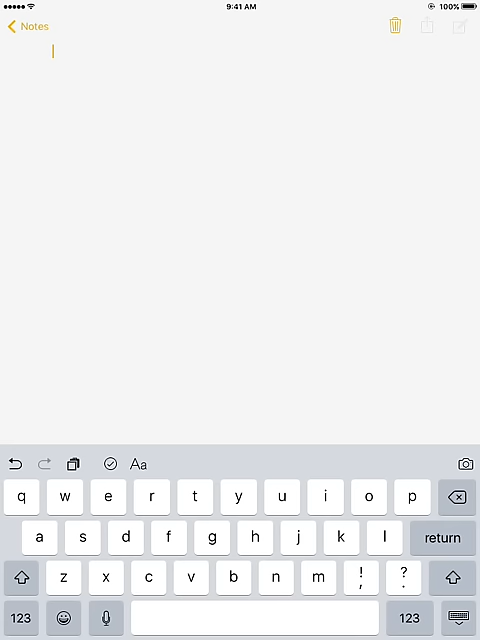 9:41 AM
100%
Notes
Aa
q w e r t y u i o p
a s d f g h j k l return
z x c v b n m ! , ? .
123 123